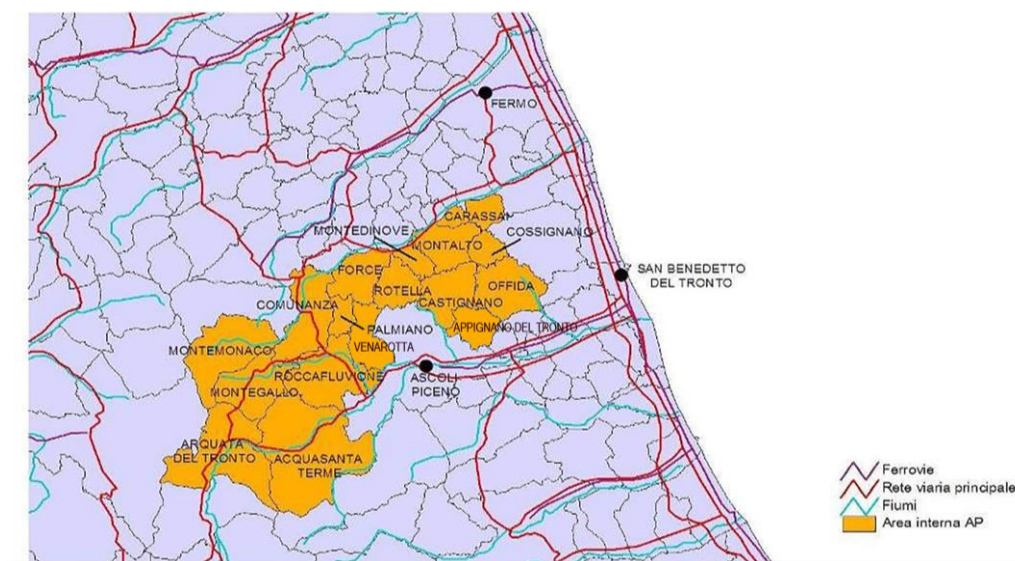 FERMO
CARASSAI
MONTEDINOVE
COSSIGNANO
MONTALTO
FORCE
SAN BENEDETTO
DEL TRONTO
ROTELLA
OFFIDA
COMUNANZA
CASTIGNANO
PALMIANO
APPIGNANO DEL TRONTO
VENAROTTA
MONTEMONACO
ROCCAFLUVIONE
ASCOLI
PICENO
MONTEGALLO
ARQUATA
DEL TRONTO
ACQUASANTA
TERME
Ferrovie
Rete viaria principale
Fiumi
Area interna AP